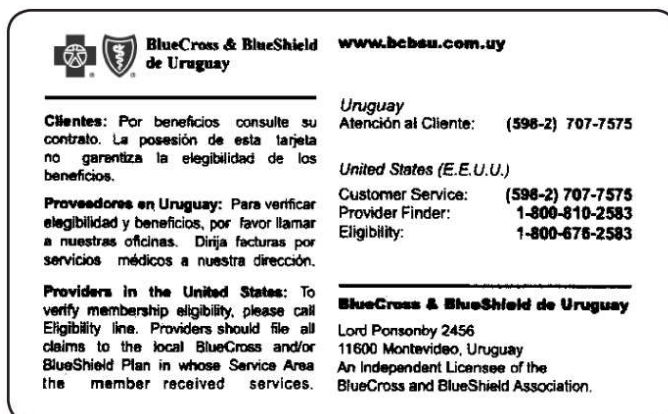 BlueCross & BlueShield
de Uruguay
Clientes: Por beneficios consulte su
contrato. La posesión de esta tarjeta
no garantiza la elegibilidad de los
beneficios.
Proveedores en Uruguay: Para verificar
elegibilidad y beneficios, por favor llamar
a nuestras oficinas. Dirija facturas por
servicios médicos a nuestra dirección.
Providers in the United States: To
verify membership eligibility, please call
Eligibility line. Providers should file all
claims to the local BlueCross and/or
BlueShield Plan in whose Service Area
the member received services.
www.bcbsu.com.uy
Uruguay
Atención al Cliente: (598-2) 707-7575
United States (E.E.U.U.)
Customer Service: (598-2) 707-7575
Provider Finder: 1-800-810-2583
Eligibility: 1-800-676-2583
BlueCross & BlueShield de Uruguay
Lord Ponsonby 2456
11600 Montevideo, Uruguay
An Independent Licensee of the
BlueCross and BlueShield Association.